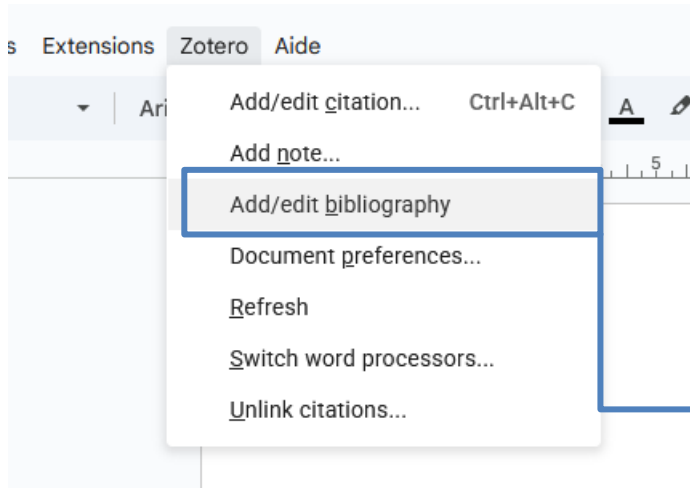 s Extensions Zotero Aide
Ari A
Add/edit citation... Ctrl+Alt+C
Add note...
5
Add/edit bibliography
Document preferences...
Refresh
Switch word processors...
Unlink citations...